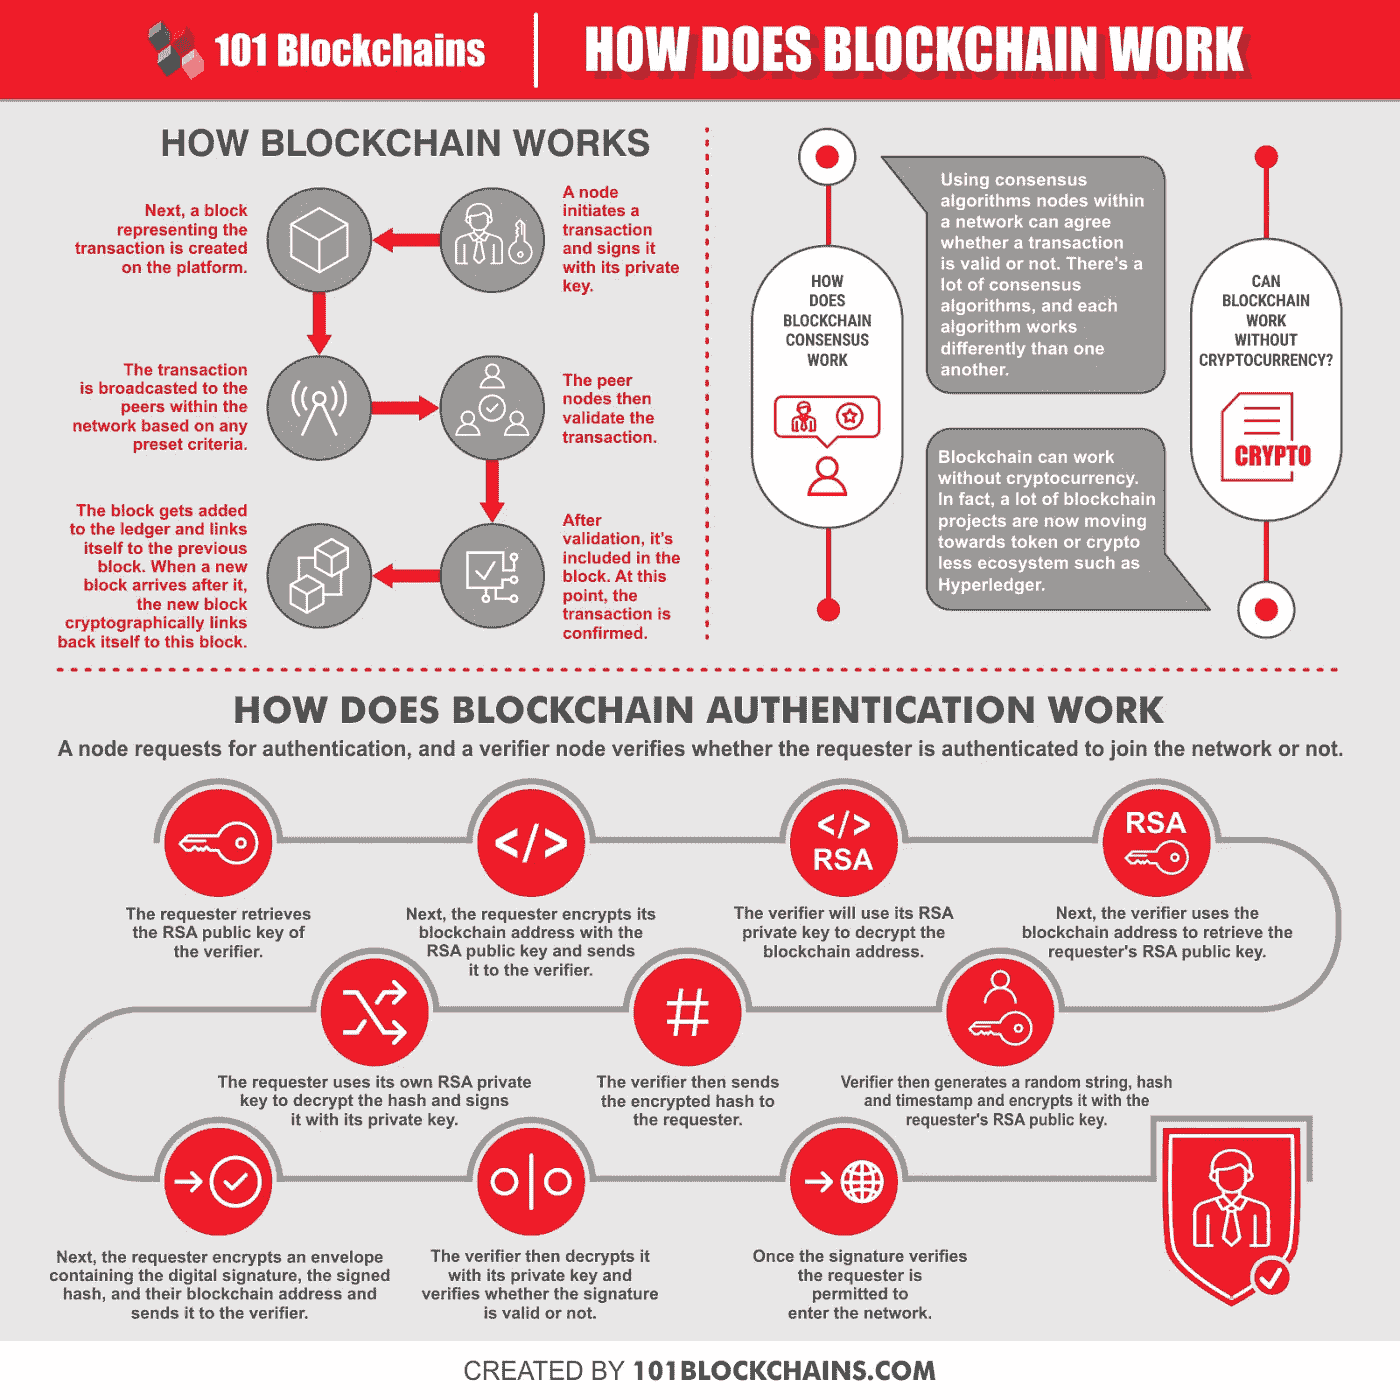 101 Blockchains
HOW DOES BLOCKCHAIN WORK
HOW BLOCKCHAIN WORKS
A node
initiates a
transaction
and signs it
with its private
key.
Next, a block
representing the
transaction is created
on the platform.
The transaction
is broadcasted to the
peers within the
network based on any
preset criteria.
The peer
nodes then
validate the
transaction.
After
validation, it's
included in the
block. At this
point, the
transaction is
confirmed.
The block gets added
to the ledger and links
itself to the previous
block. When a new
block arrives after it,
the new block
cryptographically links
back itself to this block.
HOW
DOES
BLOCKCHAIN
CONSENSUS
WORK
Using consensus
algorithms nodes within
a network can agree
whether a transaction
is valid or not. There's a
lot of consensus
algorithms, and each
algorithm works
differently than one
another.
CAN
BLOCKCHAIN
WORK
WITHOUT
CRYPTOCURRENCY?
CRYPTO
Blockchain can work
without cryptocurrency.
In fact, a lot of blockchain
projects are now moving
towards token or crypto
less ecosystem such as
Hyperledger.
HOW DOES BLOCKCHAIN AUTHENTICATION WORK
A node requests for authentication, and a verifier node verifies whether the requester is authenticated to join the network or not.
</>
</>
RSA
RSA
The requester retrieves
the RSA public key of
the verifier.
Next, the requester encrypts its
blockchain address with the
RSA public key and sends
it to the verifier.
The verifier will use its RSA
private key to decrypt the
blockchain address.
Next, the verifier uses the
blockchain address to retrieve the
requester's RSA public key.
#
Verifier then generates a random string, hash
and timestamp and encrypts it with the
requester's RSA public key.
The verifier then sends
the encrypted hash to
the requester.
The requester uses its own RSA private
key to decrypt the hash and signs
it with its private key.
Next, the requester encrypts an envelope
containing the digital signature, the signed
hash, and their blockchain address and
sends it to the verifier.
The verifier then decrypts it
with its private key and
verifies whether the signature
is valid or not.
Once the signature verifies
the requester is
permitted to
enter the network.
CREATED BY 101BLOCKCHAINS.COM